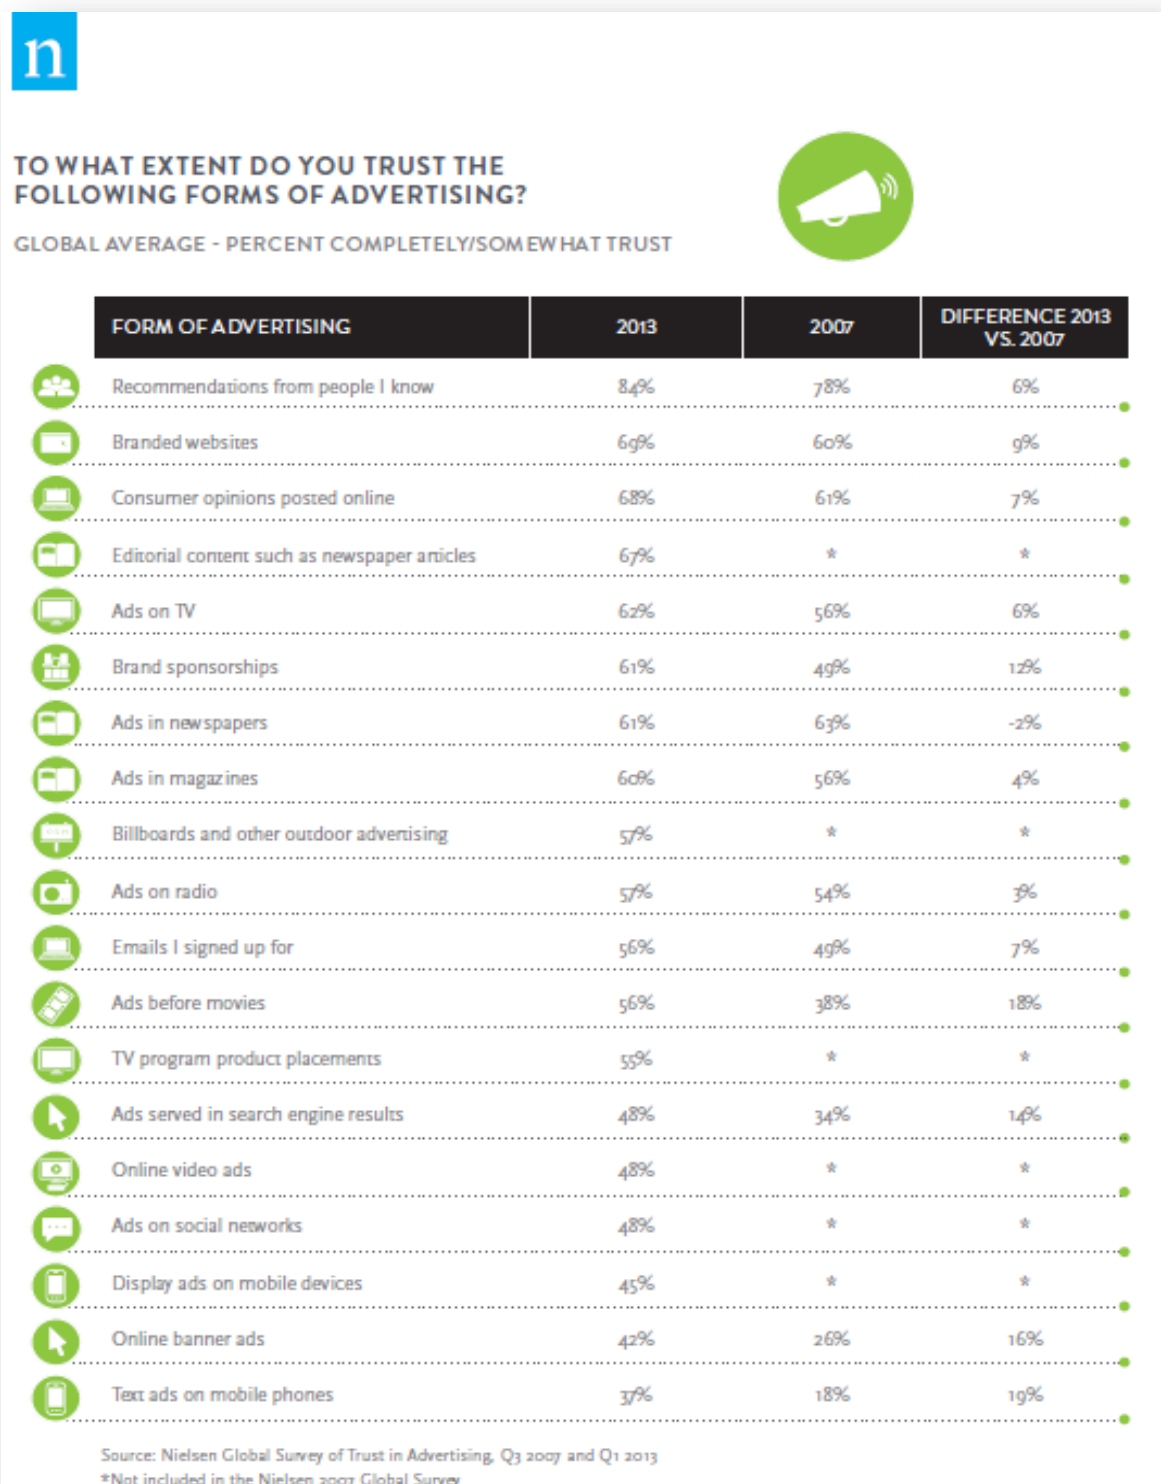 n
TO WHAT EXTENT DO YOU TRUST THE
FOLLOWING FORMS OF ADVERTISING?
GLOBAL AVERAGE - PERCENT COMPLETELY/SOMEWHAT TRUST
FORM OF ADVERTISING 2013 2007 DIFFERENCE 2013 VS. 2007
Recommendations from people I know 84% 78% 6%
Branded websites 69% 60% 9%
Consumer opinions posted online 68% 61% 7%
Editorial content such as newspaper articles 67% * *
Ads on TV 62% 56% 6%
Brand sponsorships 61% 49% 12%
Ads in newspapers 61% 63% -2%
Ads in magazines 60% 56% 4%
Billboards and other outdoor advertising 57% * *
Ads on radio 57% 54% 3%
Emails I signed up for 56% 49% 7%
Ads before movies 56% 38% 18%
TV program product placements 55% * *
Ads served in search engine results 48% 34% 14%
Online video ads 48% * *
Ads on social networks 48% * *
Display ads on mobile devices 45% * *
Online banner ads 42% 26% 16%
Text ads on mobile phones 37% 18% 19%
Source: Nielsen Global Survey of Trust in Advertising, Q3 2007 and Q1 2013
*Not included in the Nielsen 2007 Global Survey